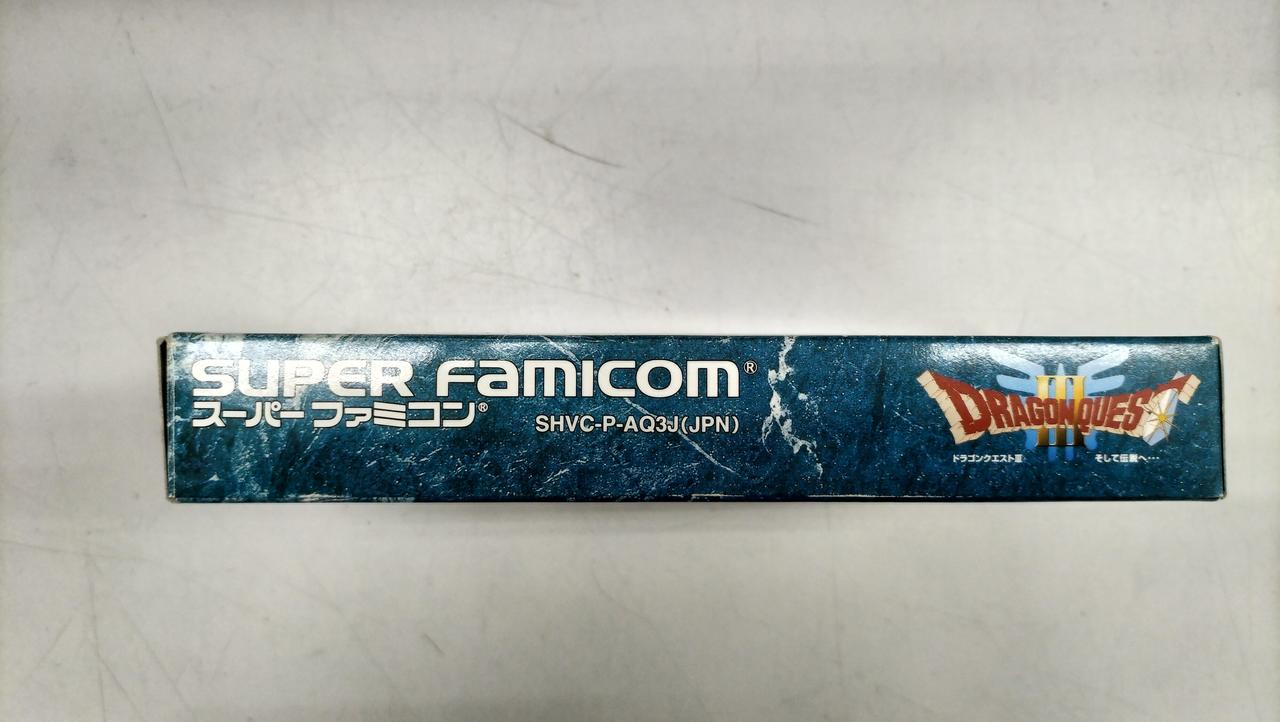 SUPER FAMICOM®
スーパーファミコン®
SHVC-P-AQ3J(JPN)
DRAGON QUEST
III
ドラゴンクエストⅢ そして伝説へ…